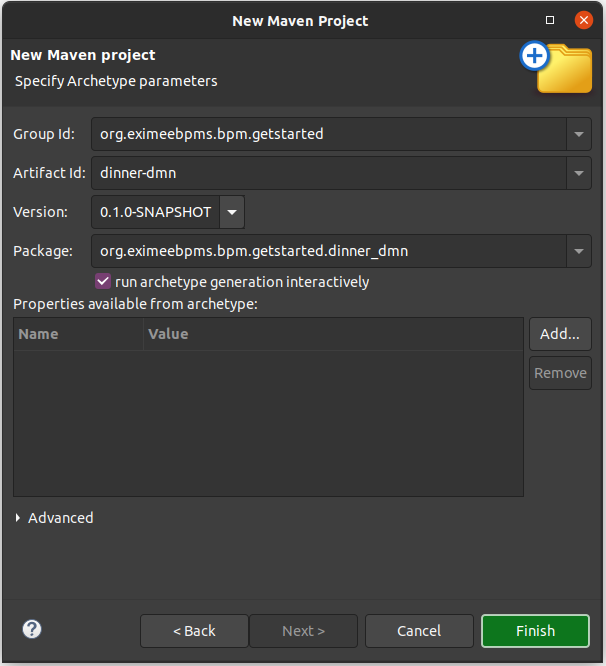 New Maven Project
New Maven project
Specify Archetype parameters
Group Id: org.eximeebpms.bpm.getstarted
Artifact Id: dinner-dmn
Version: 0.1.0-SNAPSHOT
Package: org.eximeebpms.bpm.getstarted.dinner_dmn
run archetype generation interactively
Properties available from archetype:
Name Value Add...
Remove
Advanced
? < Back Next > Cancel Finish